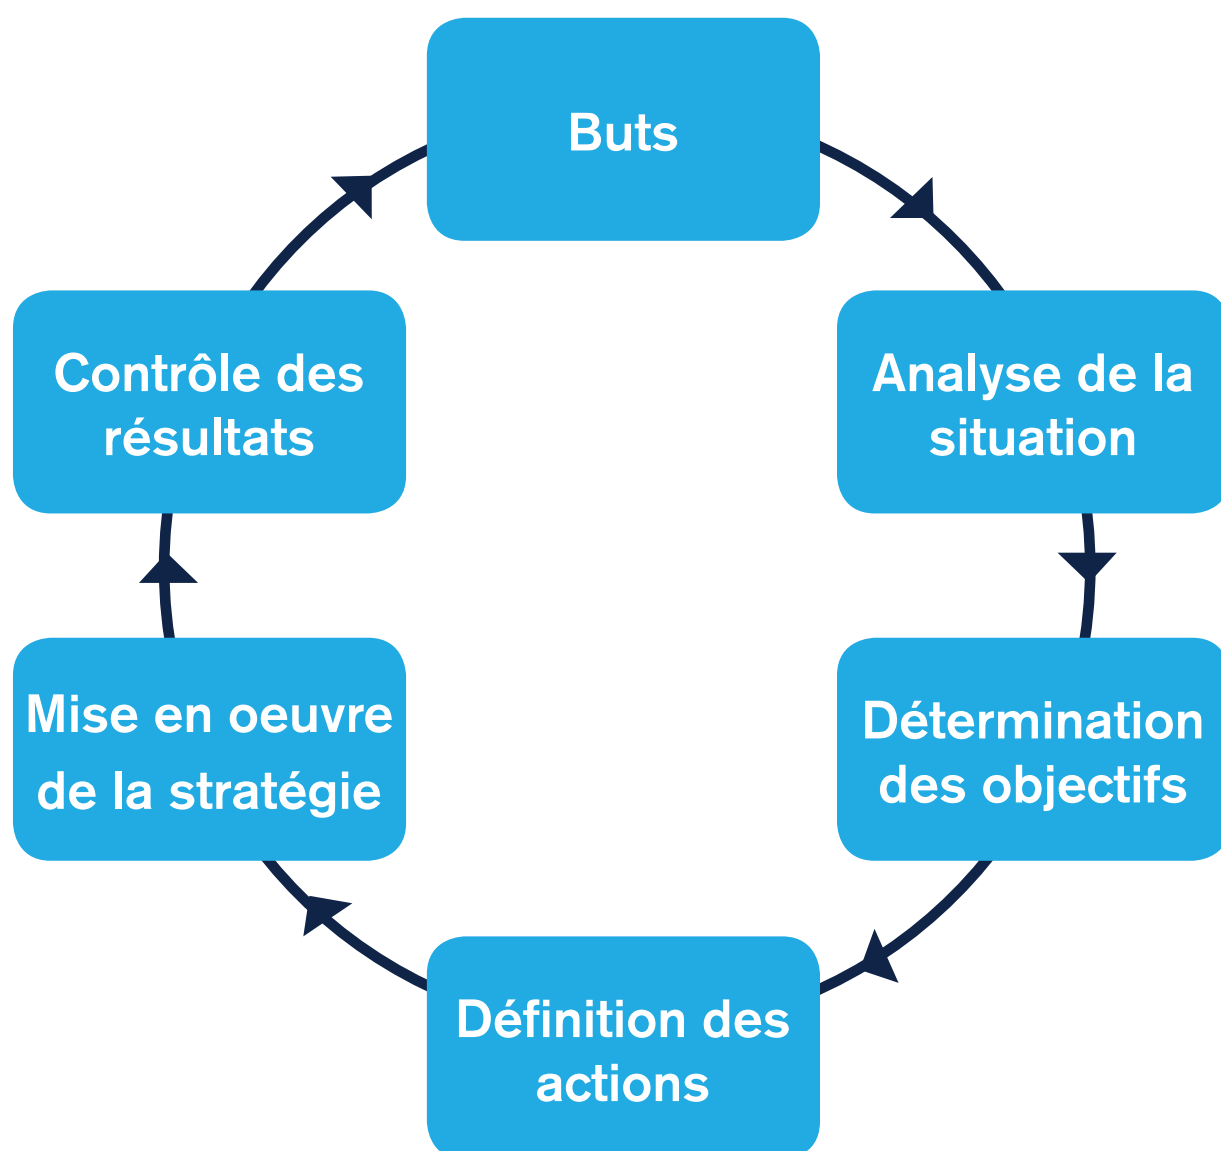 Buts
Analyse de la
situation
Détermination
des objectifs
Définition des
actions
Mise en oeuvre
de la stratégie
Contrôle des
résultats